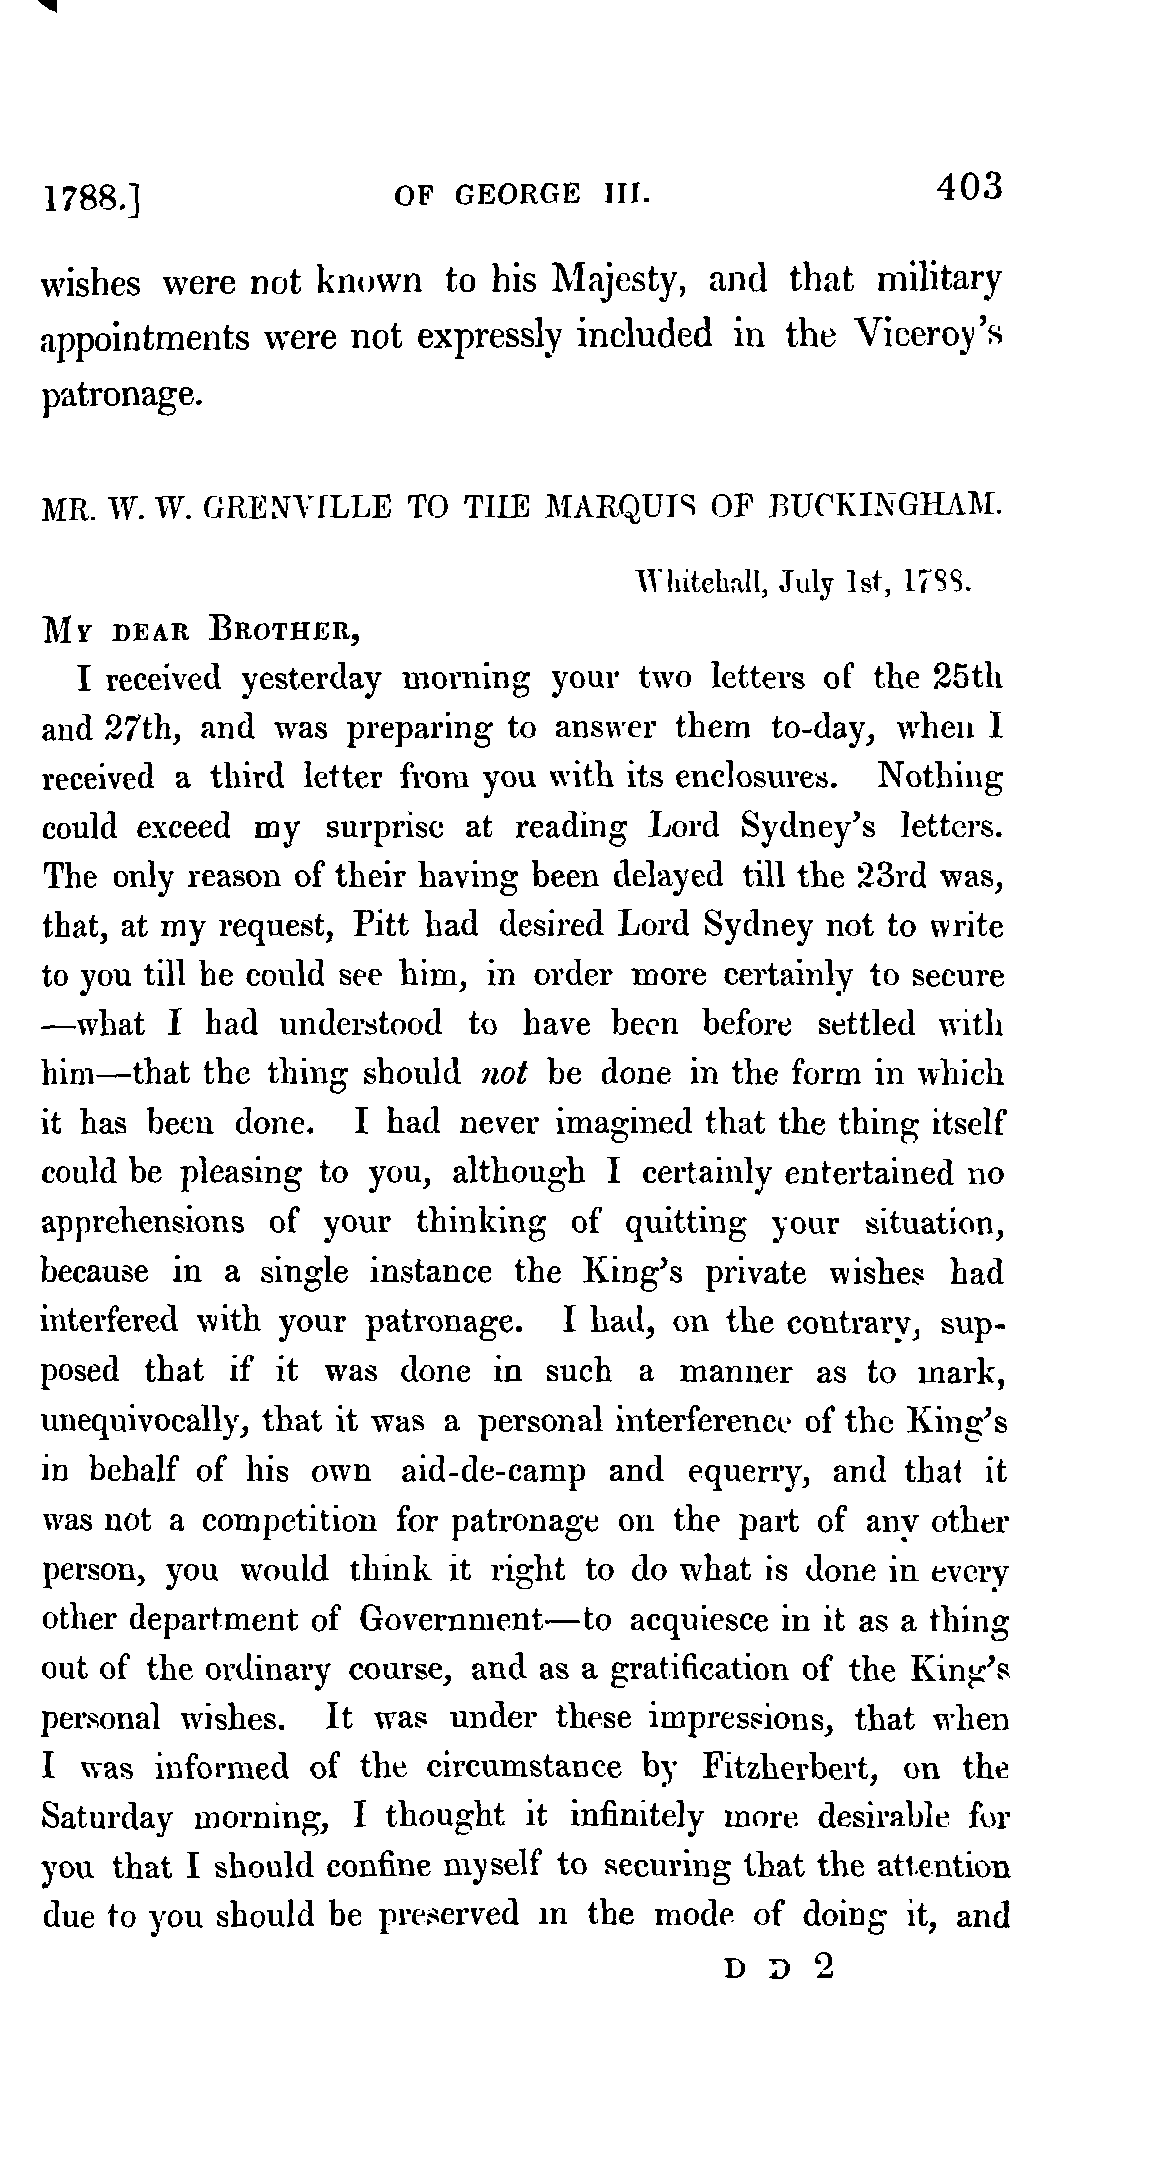 1788.] OF GEORGE III. 403
wishes were not known to his Majesty, and that military
appointments were not expressly included in the Viceroy's
patronage.
MR. W. W. GRENVILLE TO THE MARQUIS OF BUCKINGHAM.
Whitehall, July 1st, 1788.
MY DEAR BROTHER,
I received yesterday morning your two letters of the 25th
and 27th, and was preparing to answer them to-day, when I
received a third letter from you with its enclosures. Nothing
could exceed my surprise at reading Lord Sydney's letters.
The only reason of their having been delayed till the 23rd was,
that, at my request, Pitt had desired Lord Sydney not to write
to you till he could see him, in order more certainly to secure
—what I had understood to have been before settled with
him—that the thing should not be done in the form in which
it has been done. I had never imagined that the thing itself
could be pleasing to you, although I certainly entertained no
apprehensions of your thinking of quitting your situation,
because in a single instance the King's private wishes had
interfered with your patronage. I had, on the contrary, sup-
posed that if it was done in such a manner as to mark,
unequivocally, that it was a personal interference of the King's
in behalf of his own aid-de-camp and equerry, and that it
was not a competition for patronage on the part of any other
person, you would think it right to do what is done in every
other department of Government—to acquiesce in it as a thing
out of the ordinary course, and as a gratification of the King's
personal wishes. It was under these impressions, that when
I was informed of the circumstance by Fitzherbert, on the
Saturday morning, I thought it infinitely more desirable for
you that I should confine myself to securing that the attention
due to you should be preserved in the mode of doing it, and
D D 2